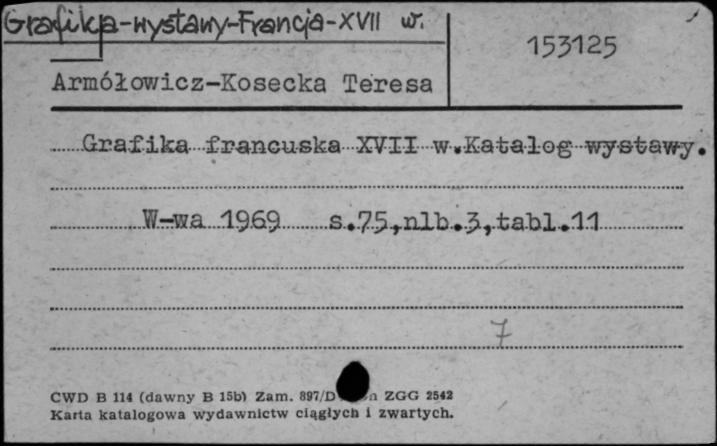 Grafika-wystawy-Francja-XVII w.
153125
Armółowicz-Kosecka Teresa
Grafika francuska XVII w.Katalog wystawy.
W-wa 1969 s.75,nlb.3,tabl.11
7
CWD B 114 (dawny B 15b) Zam. 897/D ZGG 2542
Karta katalogowa wydawnictw ciągłych i zwartych.